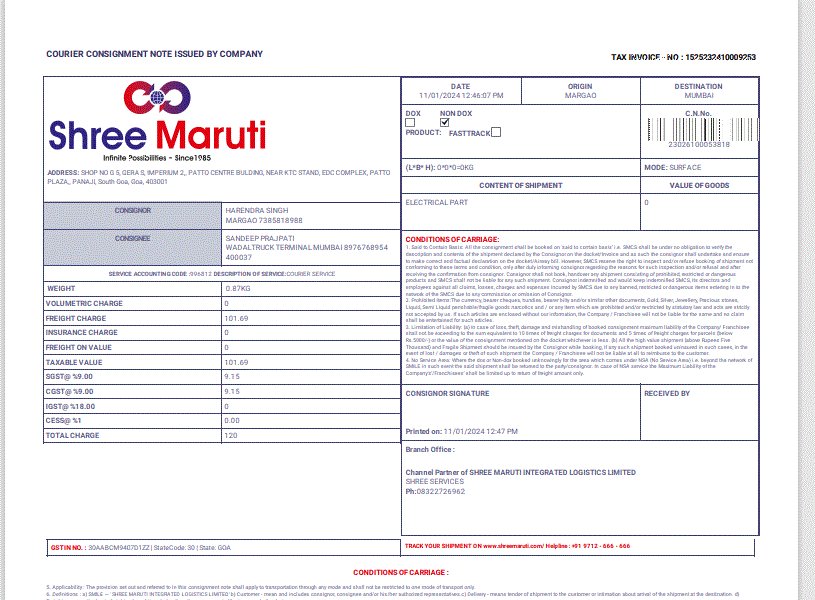 COURIER CONSIGNMENT NOTE ISSUED BY COMPANY
TAX INVOICE - NO : 1525232410009253
Shree Maruti
Infinite Possibilities - Since1985
ADDRESS: SHOP NO G 5, GERA S, IMPERIUM 2,, PATTO CENTRE BULDING, NEAR KTC STAND, EDC COMPLEX, PATTO
PLAZA,, PANAJI, South Goa, Goa, 403001
DATE
11/01/2024 12:46:07 PM
ORIGIN
MARGAO
DESTINATION
MUMBAI
DOX
NON DOX
PRODUCT: FASTTRACK
C.N.No.
23026100053818
(L*B* H): 0*0*0=0KG
MODE: SURFACE
CONTENT OF SHIPMENT
VALUE OF GOODS
ELECTRICAL PART
0
CONSIGNOR
HARENDRA SINGH
MARGAO 7385818988
CONSIGNEE
SANDEEP PRAJPATI
WADALTRUCK TERMINAL MUMBAI 8976768954
400037
SERVICE ACCOUNTING CODE :996812 DESCRIPTION OF SERVICE:COURIER SERVICE
WEIGHT 0.87KG
VOLUMETRIC CHARGE 0
FREIGHT CHARGE 101.69
INSURANCE CHARGE 0
FREIGHT ON VALUE 0
TAXABLE VALUE 101.69
SGST@ %9.00 9.15
CGST@ %9.00 9.15
IGST@ %18.00 0
CESS@ %1 0.00
TOTAL CHARGE 120
CONDITIONS OF CARRIAGE:
1. Said to Contain Basis: All the consignment shall be booked on 'said to contain basis' i.e. SMCS shall be under no obligation to verify the
description and contents of the shipment declared by the Consignor on the docket/invoice and as such the consignor shall undertake and ensure
to make correct and factual declaration on the docket/Airway bill. However, SMCS reserve the right to inspect and/or refuse booking of shipment not
conforming to these terms and condition, only after duly informing consignor regarding the reasons for such inspection and/or refusal and after
receiving the confirmation from consignor. Consignor shall not book, handover any shipment consisting of prohibited, restricted or dangerous
products and SMCS shall not be liable for any such shipment. Consignor indemnified and would keep indemnified SMCS, its directors and
employees against all claims, losses, charges and expenses incurred by SMCS due to any banned, restricted or dangerous items entering in to the
network of the SMCS due to any commission or omission of Consignor.
2. Prohibited Items:The currency, bearer cheques, hundies, bearer billy and/or similar other documents, Gold, Silver, Jewellery, Precious stones,
Liquid, Semi Liquid perishable/fragile goods narcotics and / or any item which are prohibited and/or restricted by statutory law and are strictly
not accepted by us. If such articles are enclosed without our information, the Company / Franchisee will not be liable for the same and no claim
shall be entertained for such articles.
3. Limitation of Liability: (a) In case of loss, theft, damage and mistaking of booked consignment maximum liability of the Company/ Franchisee
shall not be exceeding to the sum equivalent to 10 times of freight charges for documents and 5 times of freight charges for parcels (below
Rs.5000/-) or the value of the consignment mentioned on the docket whichever is less. (b) All the high value shipment (above Rupees Five
Thousand) and Fragile Shipment should be insured by the Consignor while booking, if any such shipment booked uninsured in such cases, in the
event of lost / damages or theft of such shipment the Company / Franchisee will not be liable at all to reimburse to the customer.
4. No Service Area: Where the dox or Non-dox booked unknowingly for the area which comes under NSA (No Service Area) i.e. beyond the network of
SMILE in such event the said shipment shall be returned to the party/consignor. In case of NSA service the Maximum Liability of the
Company's/Franchisees' shall be limited up to return of freight amount only.
CONSIGNOR SIGNATURE
RECEIVED BY
Printed on: 11/01/2024 12:47 PM
Branch Office :
Channel Partner of SHREE MARUTI INTEGRATED LOGISTICS LIMITED
SHREE SERVICES
Ph:08322726962
GSTIN NO. : 30AABCM9407D1ZZ | StateCode: 30 | State: GOA
TRACK YOUR SHIPMENT ON www.shreemaruti.com/ Helpline : +91 9712 - 666 - 666
CONDITIONS OF CARRIAGE :
5. Applicability : The provision set out and referred to in this consignment note shall apply to transportation through any mode and shall not be restricted to one mode of transport only.
6. Definitions : a) SMILE – 'SHREE MARUTI INTEGRATED LOGISTICS LIMITED' b) Customer - mean and includes consignor, consignee and/or his/her authorized representatives. c) Delivery - means tender of shipment to the customer or intimation about arrival of the shipment at the destination. d)